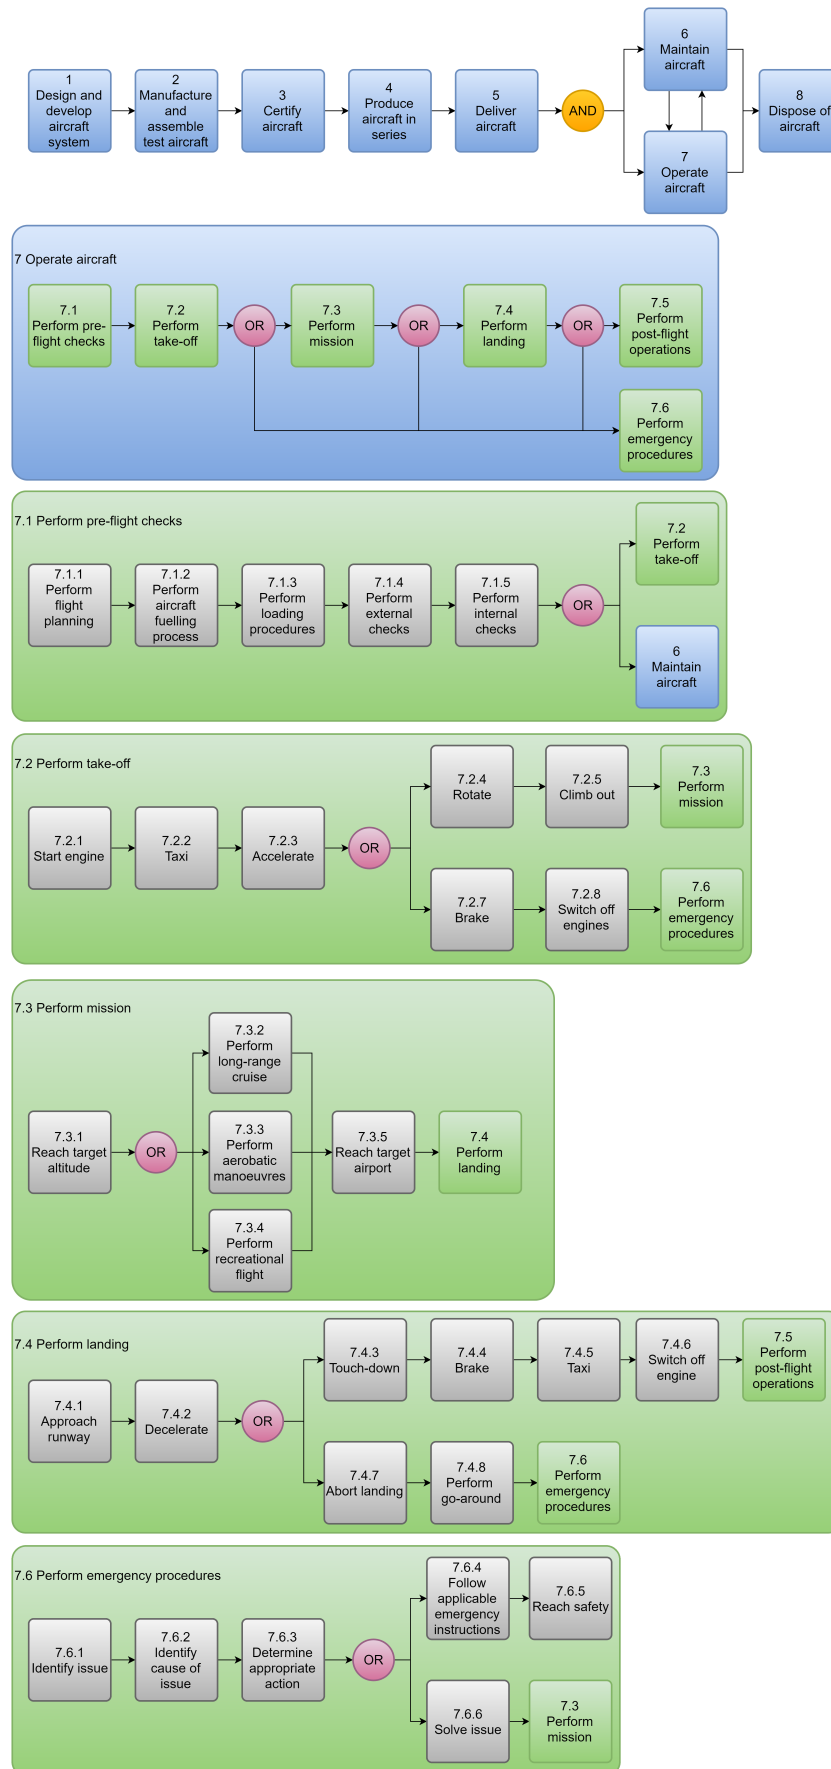 1
Design and
develop
aircraft
system
2
Manufacture
and
assemble
test aircraft
3
Certify
aircraft
4
Produce
aircraft in
series
5
Deliver
aircraft
AND
6
Maintain
aircraft
7
Operate
aircraft
8
Dispose of
aircraft
7 Operate aircraft
7.1
Perform pre-
flight checks
7.2
Perform
take-off
OR
7.3
Perform
mission
OR
7.4
Perform
landing
OR
7.5
Perform
post-flight
operations
7.6
Perform
emergency
procedures
7.1 Perform pre-flight checks
7.1.1
Perform
flight
planning
7.1.2
Perform
aircraft
fuelling
process
7.1.3
Perform
loading
procedures
7.1.4
Perform
external
checks
7.1.5
Perform
internal
checks
OR
7.2
Perform
take-off
6
Maintain
aircraft
7.2 Perform take-off
7.2.1
Start engine
7.2.2
Taxi
7.2.3
Accelerate
OR
7.2.4
Rotate
7.2.5
Climb out
7.3
Perform
mission
7.2.7
Brake
7.2.8
Switch off
engines
7.6
Perform
emergency
procedures
7.3 Perform mission
7.3.1
Reach target
altitude
OR
7.3.2
Perform
long-range
cruise
7.3.3
Perform
aerobatic
manoeuvres
7.3.4
Perform
recreational
flight
7.3.5
Reach target
airport
7.4
Perform
landing
7.4 Perform landing
7.4.1
Approach
runway
7.4.2
Decelerate
OR
7.4.3
Touch-down
7.4.4
Brake
7.4.5
Taxi
7.4.6
Switch off
engine
7.5
Perform
post-flight
operations
7.4.7
Abort landing
7.4.8
Perform
go-around
7.6
Perform
emergency
procedures
7.6 Perform emergency procedures
7.6.1
Identify issue
7.6.2
Identify
cause of
issue
7.6.3
Determine
appropriate
action
OR
7.6.4
Follow
applicable
emergency
instructions
7.6.5
Reach safety
7.6.6
Solve issue
7.3
Perform
mission